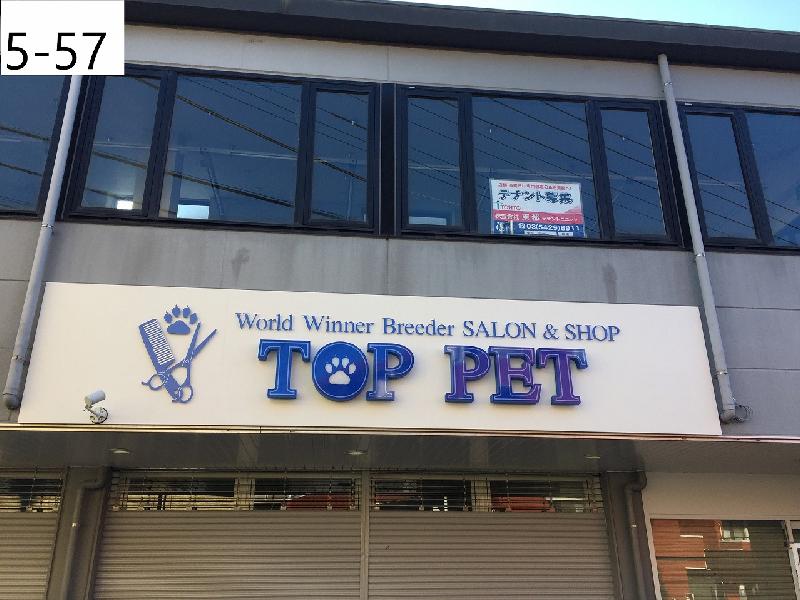 5-57
テナント募集
World Winner Breeder SALON & SHOP
TOP PET